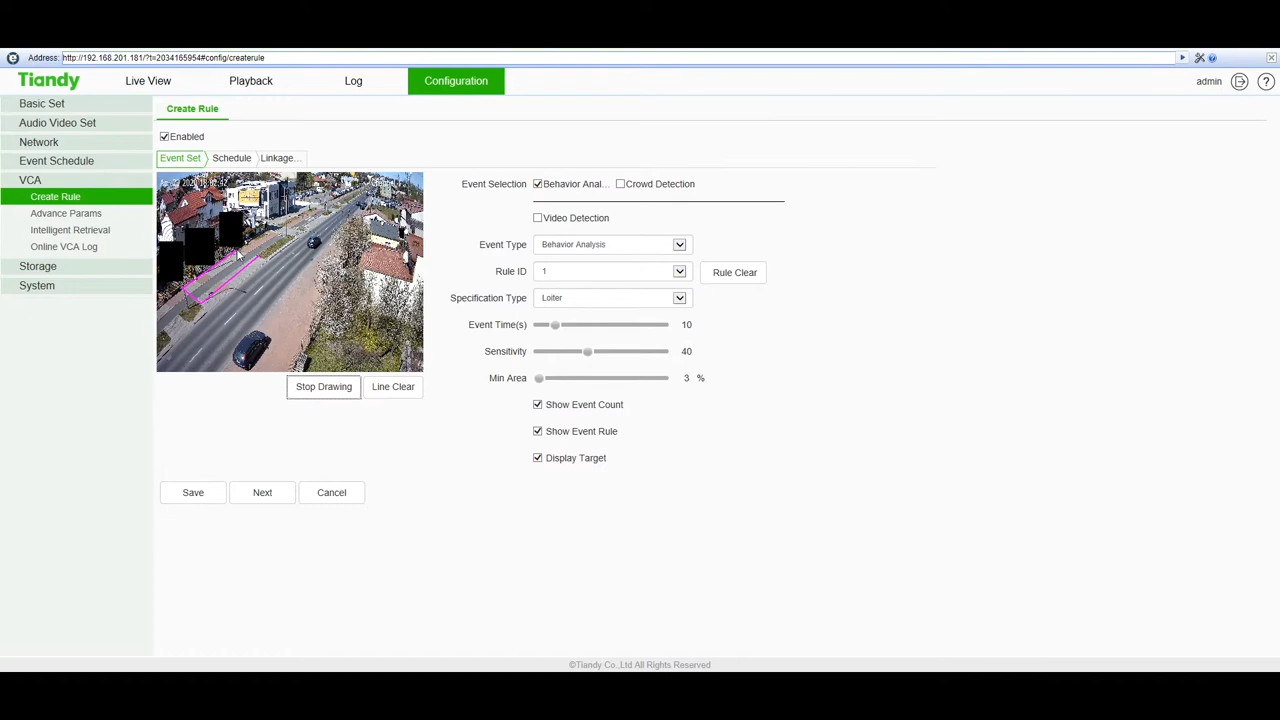 Address: http://192.168.201.181/?t=2034165954#config/createrule
Tiandy
Live View
Playback
Log
Configuration
admin
Basic Set
Audio Video Set
Network
Event Schedule
VCA
Create Rule
Advance Params
Intelligent Retrieval
Online VCA Log
Storage
System
Create Rule
Enabled
Event Set
Schedule
Linkage...
Event Selection
Behavior Anal...
Crowd Detection
Video Detection
Event Type
Behavior Analysis
Rule ID
1
Rule Clear
Specification Type
Loiter
Event Time(s)
10
Sensitivity
40
Min Area
3 %
Show Event Count
Show Event Rule
Display Target
Stop Drawing
Line Clear
Save
Next
Cancel
©Tiandy Co.,Ltd All Rights Reserved